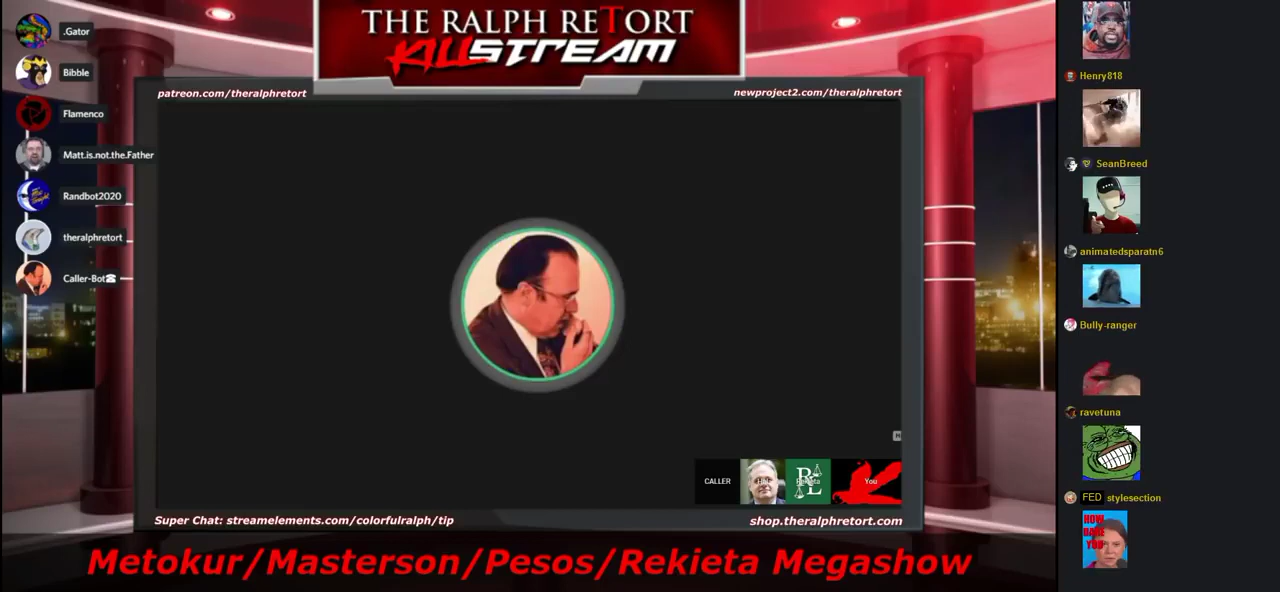 THE RALPH RETORT
KILLSTREAM
patreon.com/theralphretort
newproject2.com/theralphretort
.Gator
Bibble
Flamenco
Matt.is.not.the.Father
Randbot2020
theralphretort
Caller-Bot☎
CALLER
Rekieta
You
Super Chat: streamelements.com/colorfulralph/tip
shop.theralphretort.com
Metokur/Masterson/Pesos/Rekieta Megashow
Henry818
SeanBreed
animatedsparatn6
Bully-ranger
ravetuna
FED stylesection
HOW
DARE
YOU